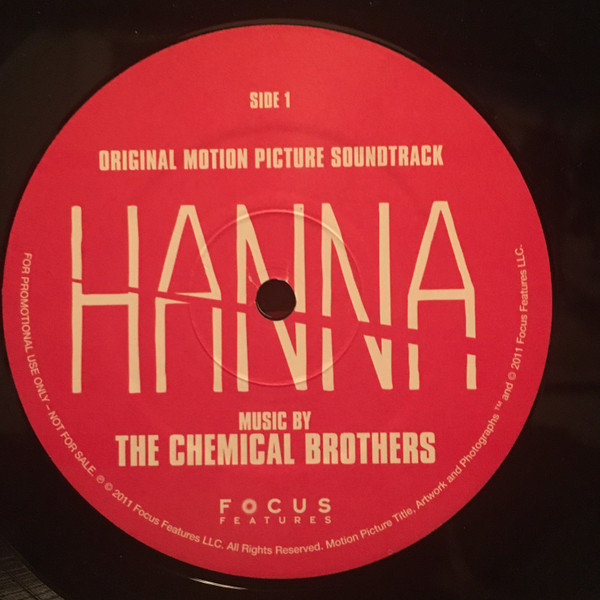 SIDE 1
ORIGINAL MOTION PICTURE SOUNDTRACK
HANNA
MUSIC BY
THE CHEMICAL BROTHERS
FOCUS
FEATURES
FOR PROMOTIONAL USE ONLY - NOT FOR SALE. ℗ © 2011 Focus Features LLC. All Rights Reserved. Motion Picture Title, Artwork and Photographs ™ and © 2011 Focus Features LLC.